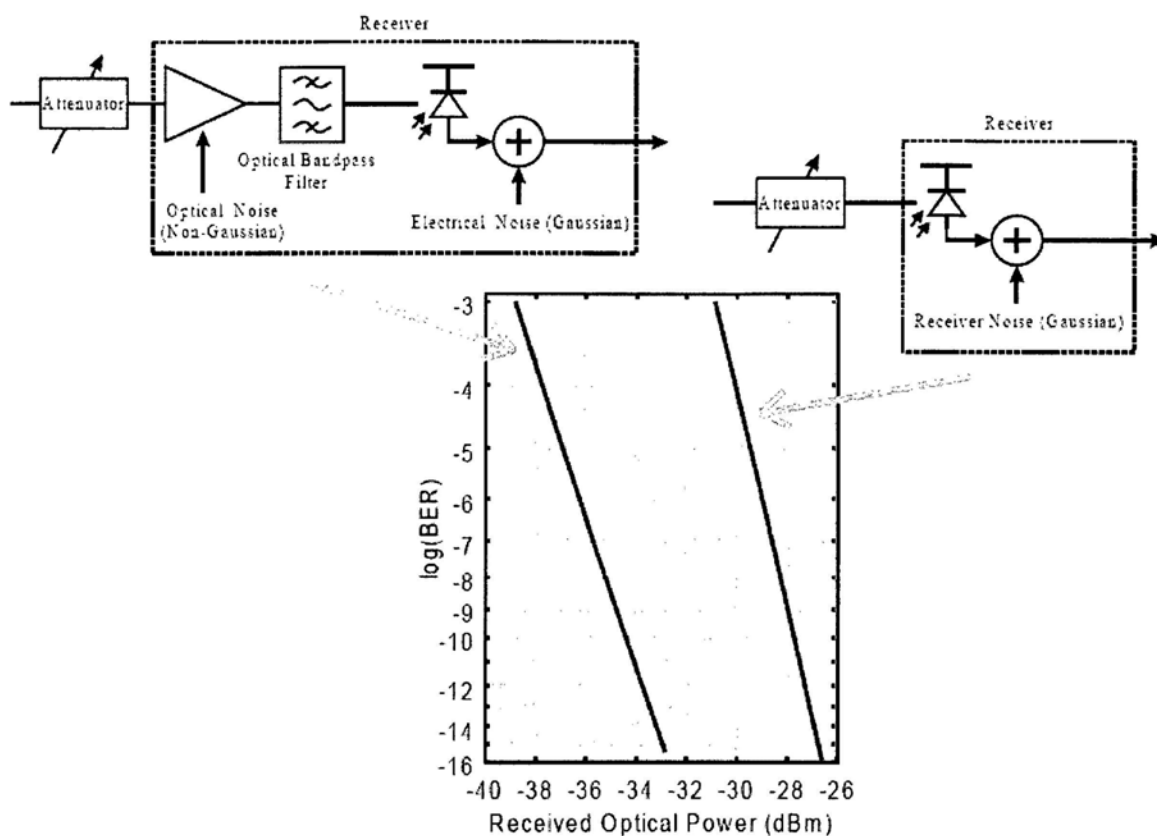 Receiver
Attenuator
Optical Bandpass
Filter
Optical Noise
(Non-Gaussian)
Electrical Noise (Gaussian)
Receiver
Attenuator
Receiver Noise (Gaussian)
-3
-4
-5
-6
-7
-8
-9
-10
-12
-14
-16
log(BER)
-40 -38 -36 -34 -32 -30 -28 -26
Received Optical Power (dBm)